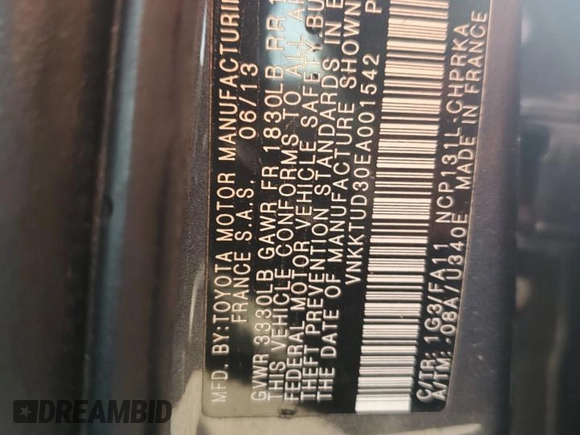 MFD. BY: TOYOTA MOTOR MANUFACTURING
FRANCE S.A.S. 06/13
GVWR 3330LB GAWR FR 1830LB RR
THIS VEHICLE CONFORMS TO ALL
FEDERAL MOTOR VEHICLE SAFETY,
THEFT PREVENTION STANDARDS IN
THE DATE OF MANUFACTURE SHOWN
VNKKTUD30EA001542 P
C/TR: 1G3/FA11 NCP131L-CHPRKA
A/TM: -08A/U340E MADE IN FRANCE
DREAMBID